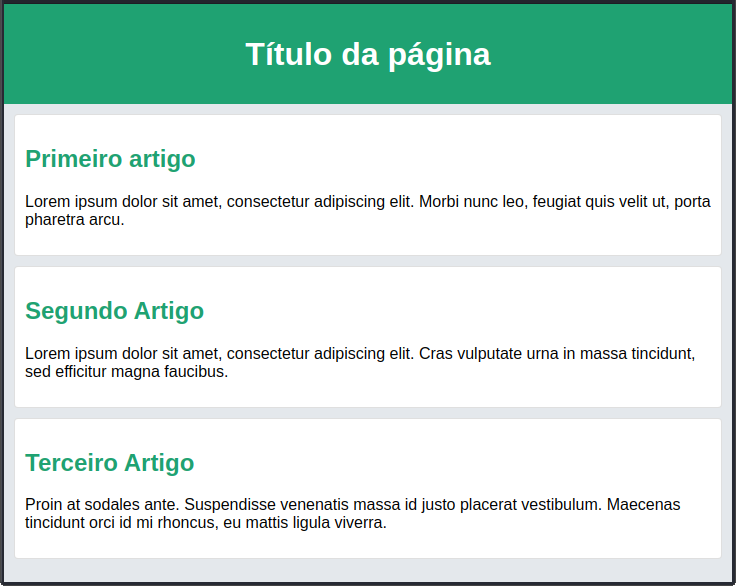 Título da página
Primeiro artigo
Lorem ipsum dolor sit amet, consectetur adipiscing elit. Morbi nunc leo, feugiat quis velit ut, porta
pharetra arcu.
Segundo Artigo
Lorem ipsum dolor sit amet, consectetur adipiscing elit. Cras vulputate urna in massa tincidunt,
sed efficitur magna faucibus.
Terceiro Artigo
Proin at sodales ante. Suspendisse venenatis massa id justo placerat vestibulum. Maecenas
tincidunt orci id mi rhoncus, eu mattis ligula viverra.